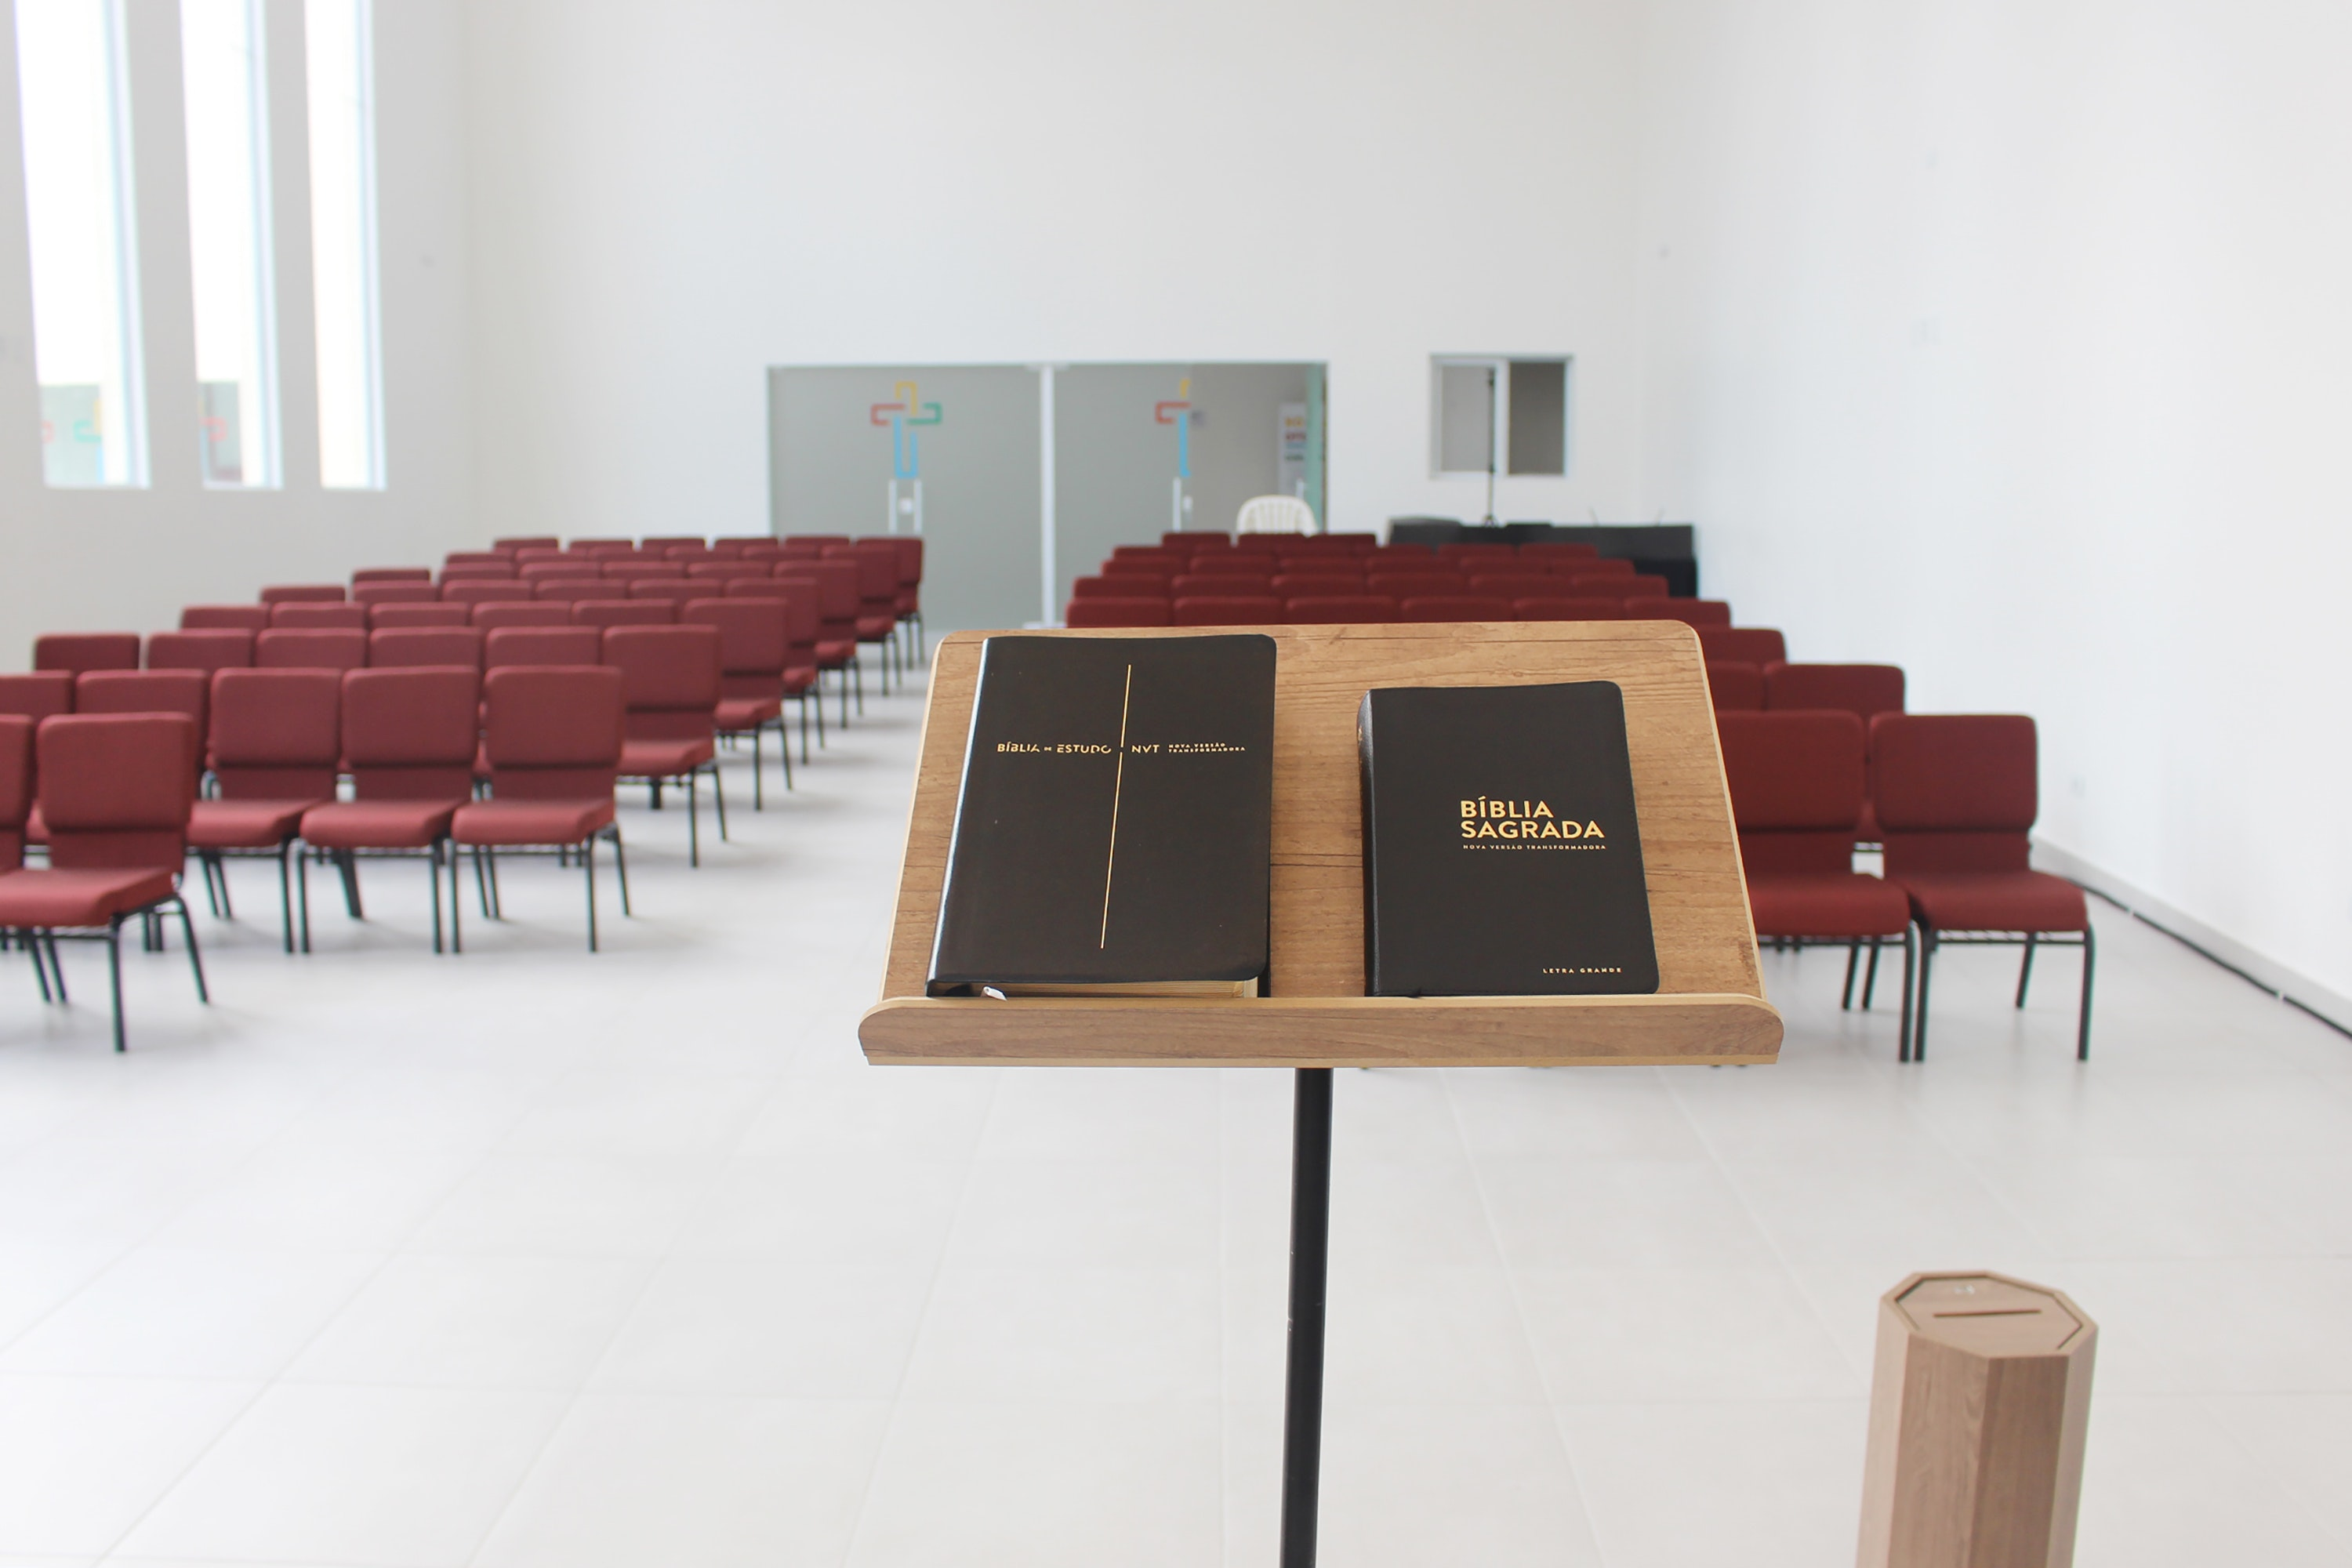 BÍBLIA DE ESTUDO NVT NOVA VERSÃO
TRANSFORMADORA
BÍBLIA
SAGRADA
NOVA VERSÃO TRANSFORMADORA
LETRA GRANDE